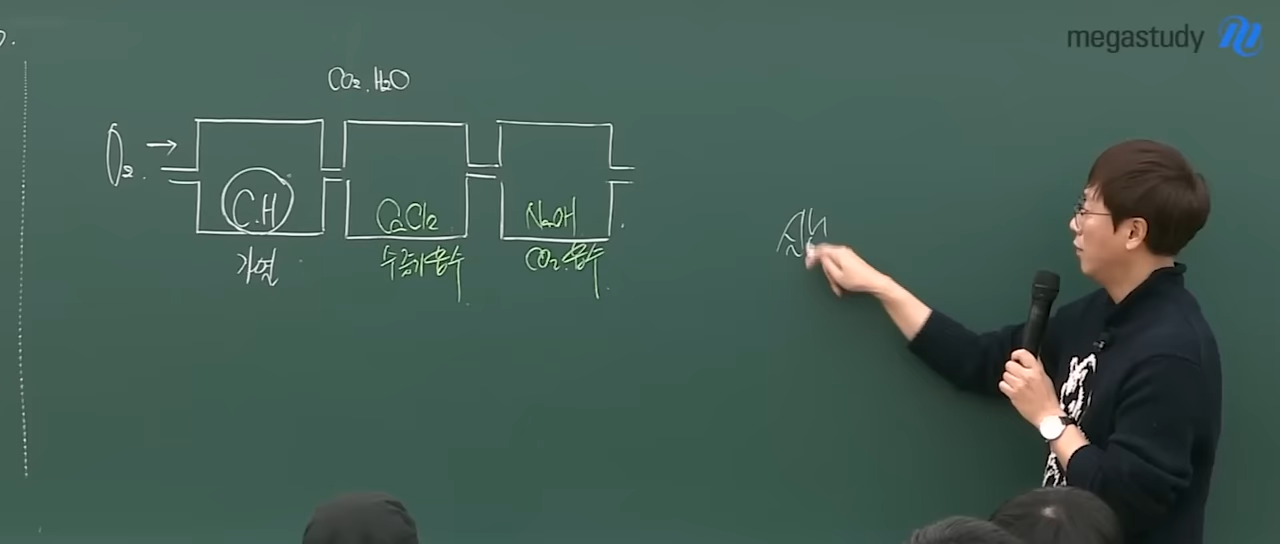 megastudy
CO₂. H₂O
O₂. →
C.H CaCl₂ NaOH
가열. 수증기 흡수. CO₂. 흡수.